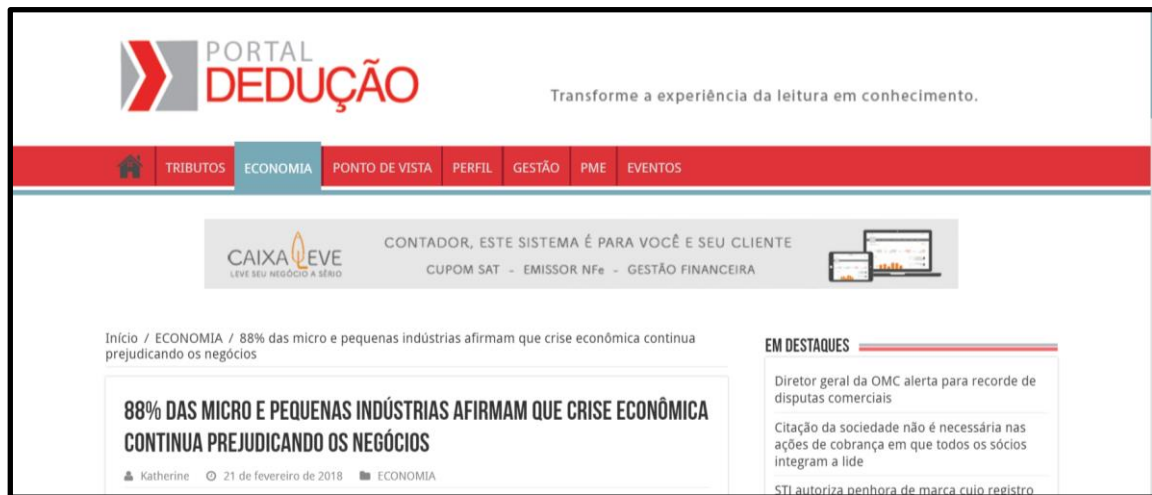 PORTAL
DEDUÇÃO
Transforme a experiência da leitura em conhecimento.
TRIBUTOS ECONOMIA PONTO DE VISTA PERFIL GESTÃO PME EVENTOS
CAIXA LEVE
LEVE SEU NEGÓCIO A SÉRIO
CONTADOR, ESTE SISTEMA É PARA VOCÊ E SEU CLIENTE
CUPOM SAT - EMISSOR NFe - GESTÃO FINANCEIRA
Início / ECONOMIA / 88% das micro e pequenas indústrias afirmam que crise econômica continua
prejudicando os negócios
88% DAS MICRO E PEQUENAS INDÚSTRIAS AFIRMAM QUE CRISE ECONÔMICA
CONTINUA PREJUDICANDO OS NEGÓCIOS
Katherine 21 de fevereiro de 2018 ECONOMIA
EM DESTAQUES
Diretor geral da OMC alerta para recorde de
disputas comerciais
Citação da sociedade não é necessária nas
ações de cobrança em que todos os sócios
integram a lide
STJ autoriza penhora de marca cujo registro